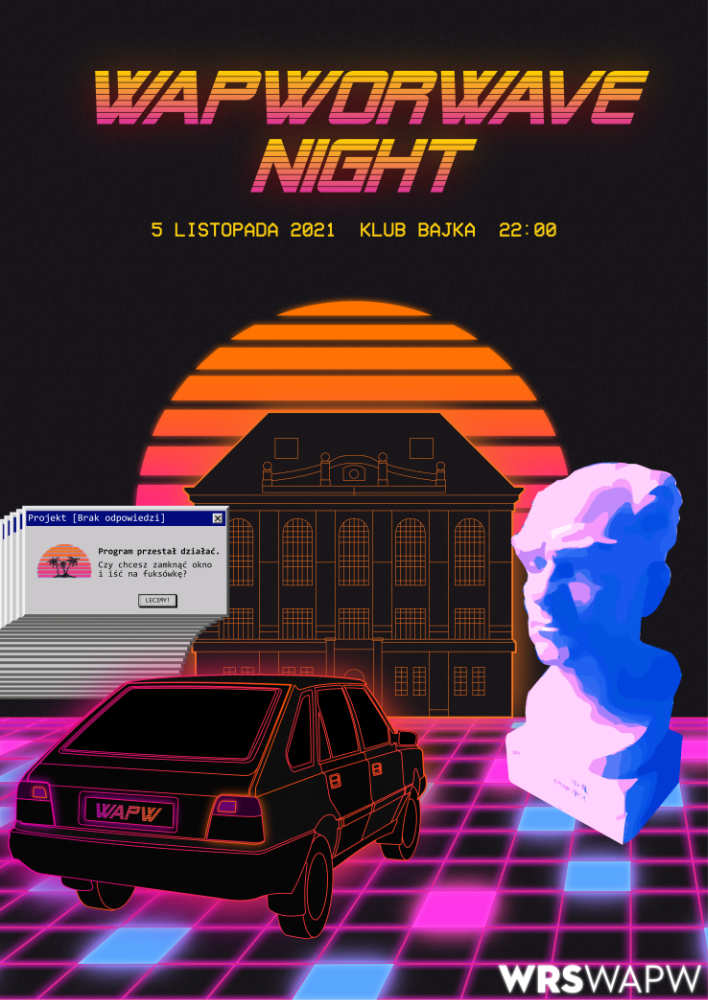 WAPWORWAVE
NIGHT
5 LISTOPADA 2021 KLUB BAJKA 22:00
Projekt [Brak odpowiedzi]
Program przestał działać.
Czy chcesz zamknąć okno
i iść na fuksówkę?
LECIMY!
WAPW
WRSWAPW